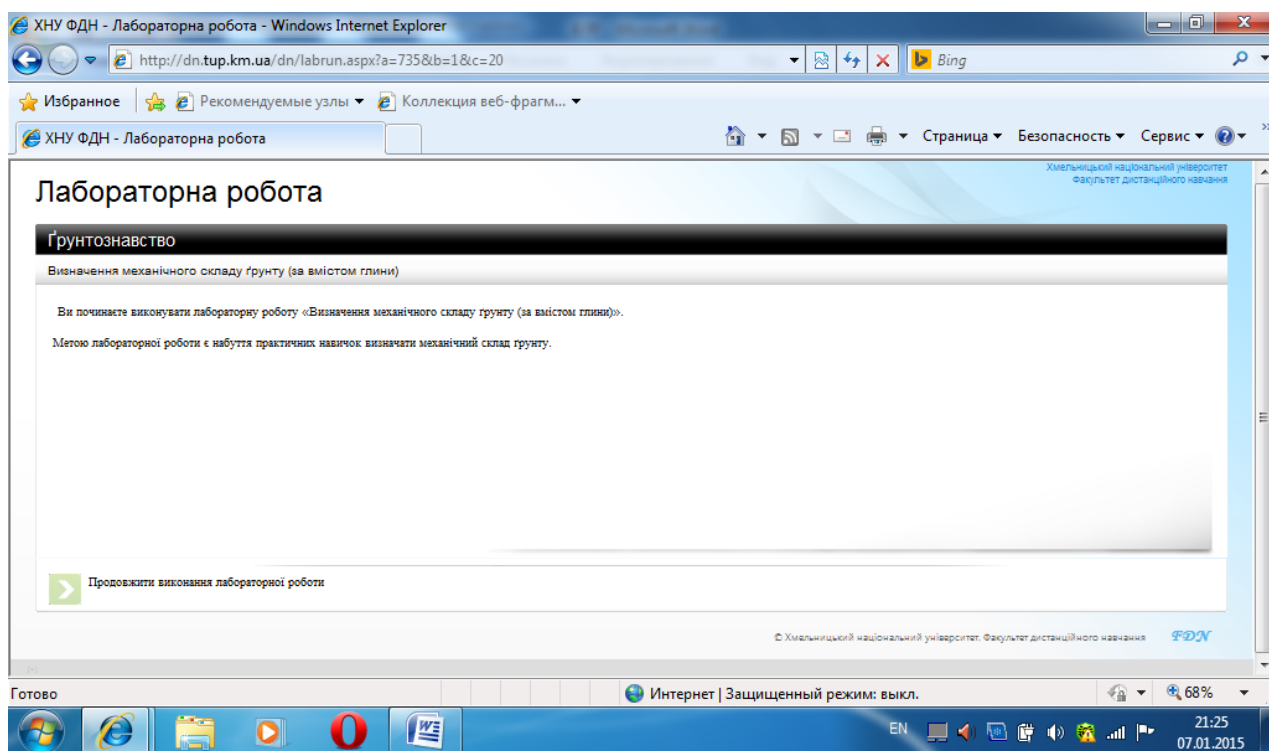 ХНУ ФДН - Лабораторна робота - Windows Internet Explorer
http://dn.tup.km.ua/dn/labrun.aspx?a=735&b=1&c=20
Bing
Избранное
Рекомендуемые узлы
Коллекция веб-фрагм...
ХНУ ФДН - Лабораторна робота
Страница
Безопасность
Сервис
Хмельницький національний університет
Факультет дистанційного навчання
Лабораторна робота
Ґрунтознавство
Визначення механічного складу ґрунту (за вмістом глини)
Ви починаєте виконувати лабораторну роботу «Визначення механічного складу ґрунту (за вмістом глини)».
Метою лабораторної роботи є набуття практичних навичок визначати механічний склад ґрунту.
Продовжити виконання лабораторної роботи
© Хмельницький національний університет. Факультет дистанційного навчання
FDN
Готово
Интернет | Защищенный режим: выкл.
68%
EN
21:25
07.01.2015